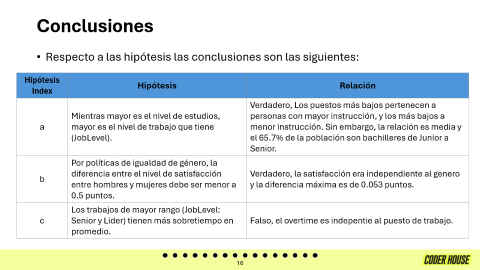 Conclusiones
• Respecto a las hipótesis las conclusiones son las siguientes:
Hipótesis Index
Hipótesis
Relación
a
Mientras mayor es el nivel de estudios,
mayor es el nivel de trabajo que tiene
(JobLevel).
Verdadero, Los puestos más bajos pertenecen a
personas con mayor instrucción, y los más bajos a
menor instrucción. Sin embargo, la relación es media y
el 65.7% de la población son bachilleres de Junior a
Senior.
b
Por políticas de igualdad de género, la
diferencia entre el nivel de satisfacción
entre hombres y mujeres debe ser menor a
0.5 puntos.
Verdadero, la satisfacción era independiente al genero
y la diferencia máxima es de 0.053 puntos.
c
Los trabajos de mayor rango (JobLevel:
Senior y Lider) tienen más sobretiempo en
promedio.
Falso, el overtime es indepentie al puesto de trabajo.
16
CODER HOUSE